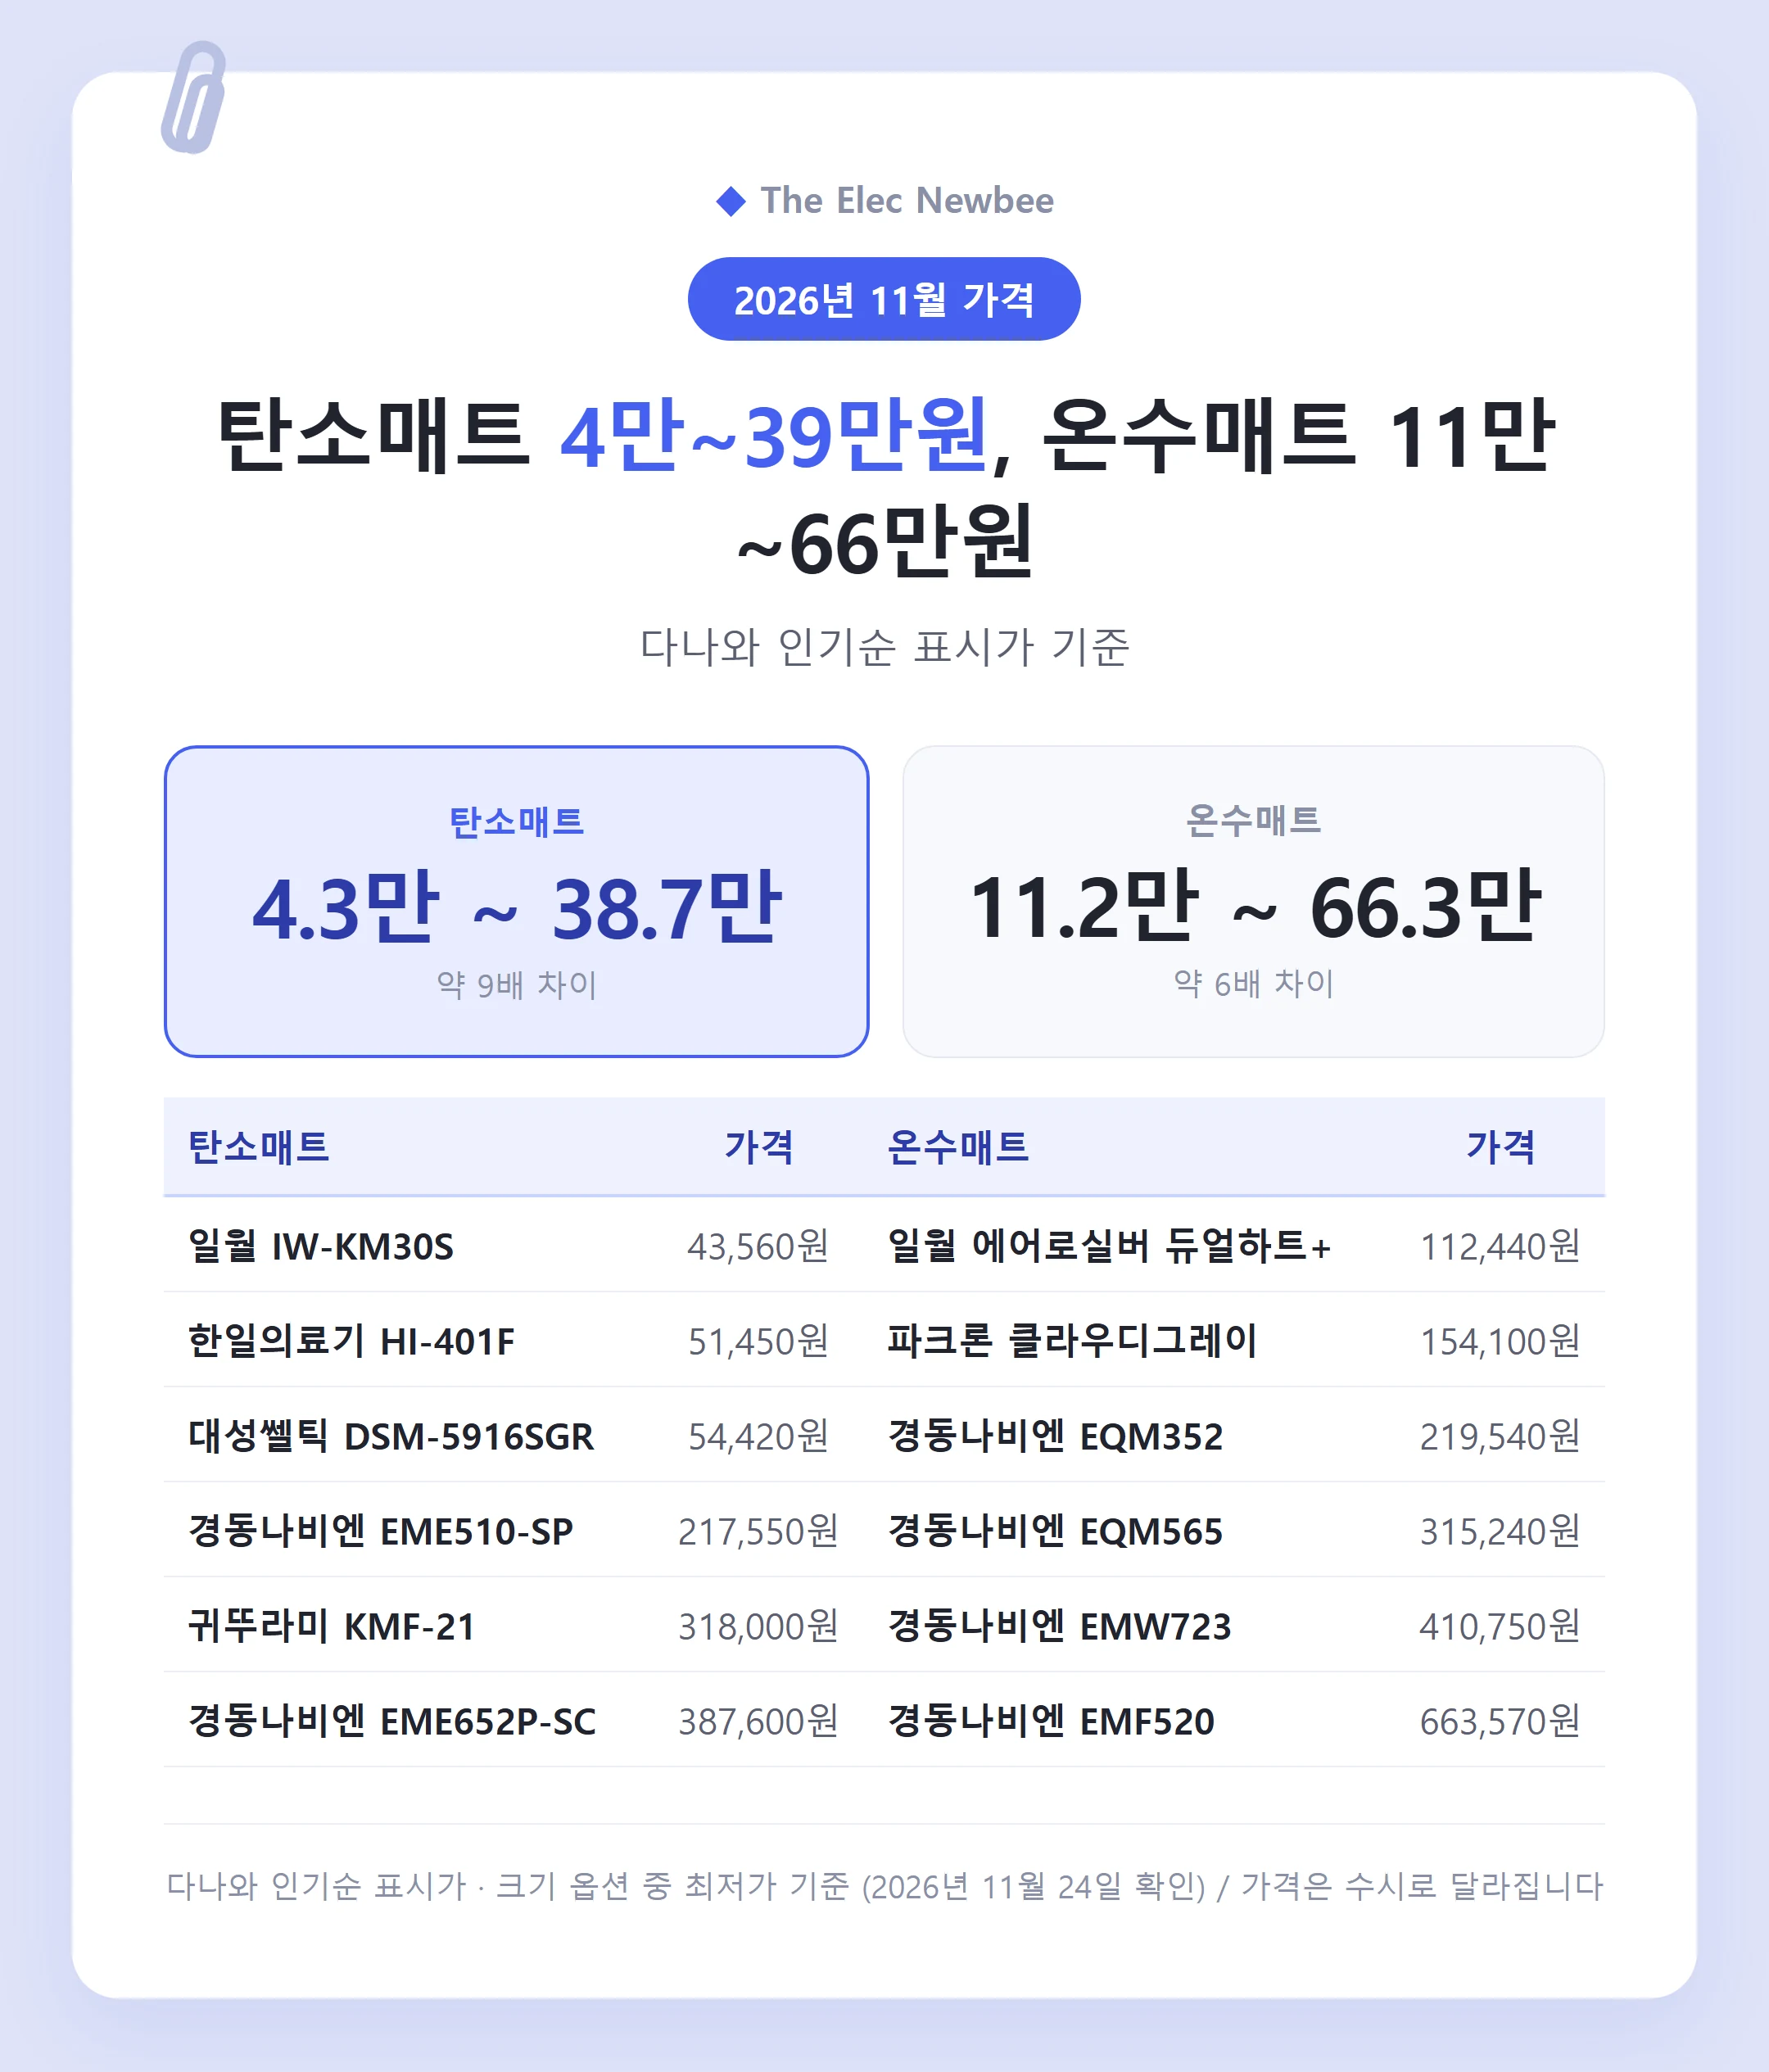 The Elec Newbee
2026년 11월 가격
탄소매트 4만~39만원, 온수매트 11만
~66만원
다나와 인기순 표시가 기준
탄소매트
4.3만 ~ 38.7만
약 9배 차이
온수매트
11.2만 ~ 66.3만
약 6배 차이
탄소매트 가격 온수매트 가격
일월 IW-KM30S 43,560원 일월 에어로실버 듀얼하트+ 112,440원
한일의료기 HI-401F 51,450원 파크론 클라우디그레이 154,100원
대성쎌틱 DSM-5916SGR 54,420원 경동나비엔 EQM352 219,540원
경동나비엔 EME510-SP 217,550원 경동나비엔 EQM565 315,240원
귀뚜라미 KMF-21 318,000원 경동나비엔 EMW723 410,750원
경동나비엔 EME652P-SC 387,600원 경동나비엔 EMF520 663,570원
다나와 인기순 표시가 · 크기 옵션 중 최저가 기준 (2026년 11월 24일 확인) / 가격은 수시로 달라집니다